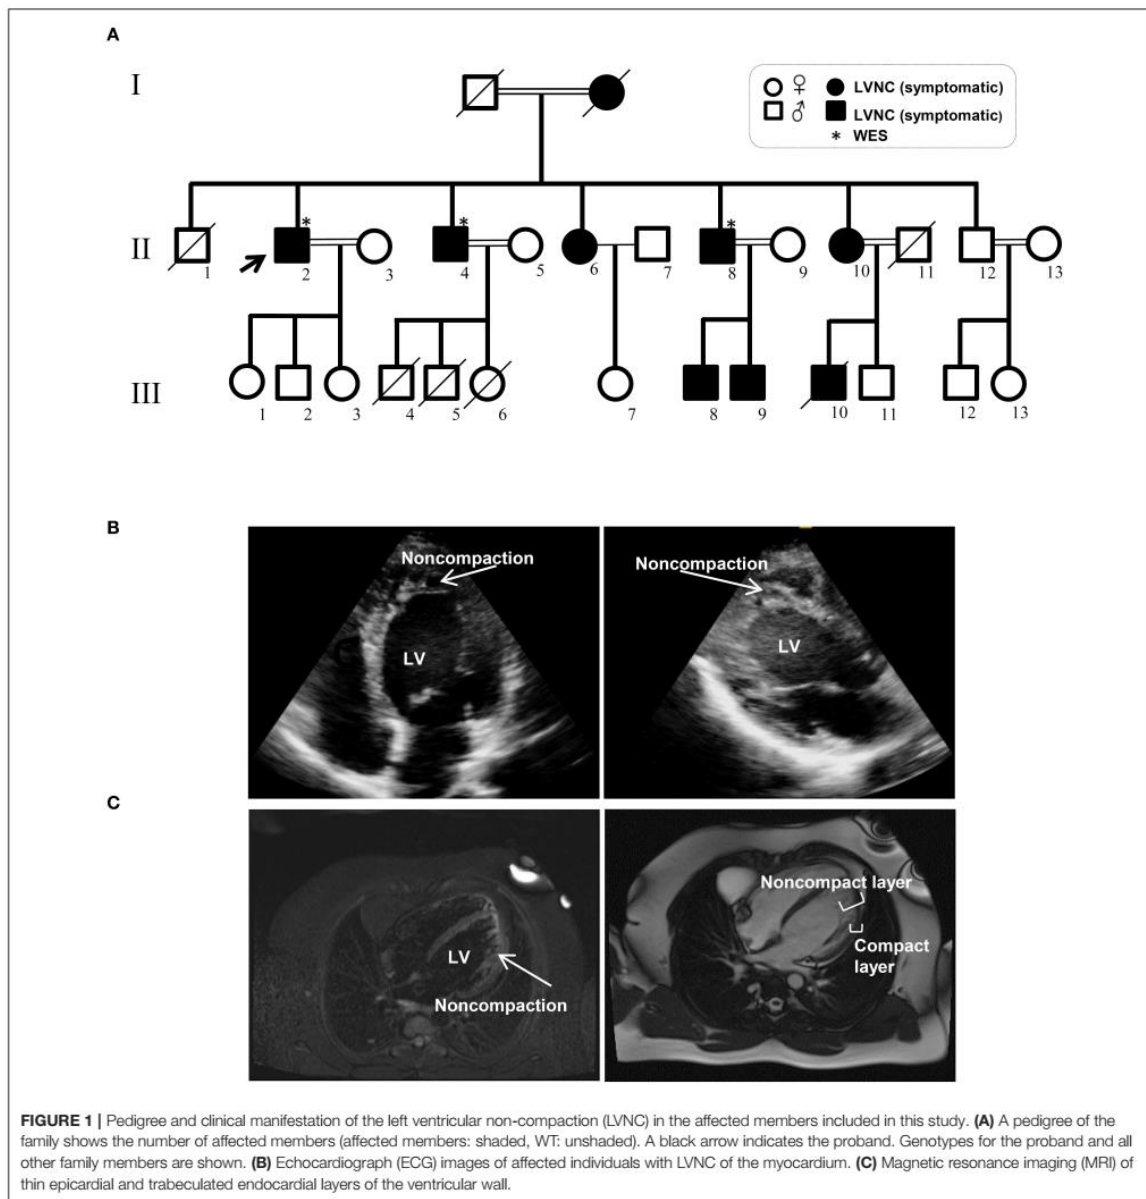 A
I
♀ LVNC (symptomatic)
♂ LVNC (symptomatic)
* WES
* * *
II
1 2 3 4 5 6 7 8 9 10 11 12 13
III
1 2 3 4 5 6 7 8 9 10 11 12 13
B
Noncompaction
LV
Noncompaction
LV
C
LV
Noncompaction
Noncompact layer
Compact
layer
FIGURE 1 | Pedigree and clinical manifestation of the left ventricular non-compaction (LVNC) in the affected members included in this study. (A) A pedigree of the
family shows the number of affected members (affected members: shaded, WT: unshaded). A black arrow indicates the proband. Genotypes for the proband and all
other family members are shown. (B) Echocardiograph (ECG) images of affected individuals with LVNC of the myocardium. (C) Magnetic resonance imaging (MRI) of
thin epicardial and trabeculated endocardial layers of the ventricular wall.